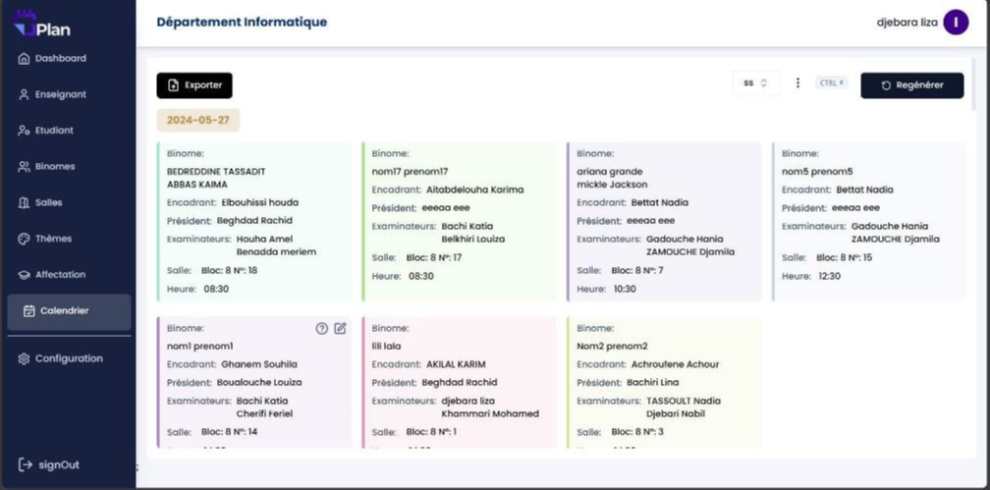 UPlan
Dashboard
Enseignant
Etudiant
Binomes
Salles
Thèmes
Affectation
Calendrier
Configuration
signOut
Département Informatique
djebara liza
I
Exporter
ss
CTRL K
Regénérer
2024-05-27
Binome:
BEDREDDINE TASSADIT
ABBAS KAIMA
Encadrant: Elbouhissi houda
Président: Beghdad Rachid
Examinateurs: Houha Amel
Benadda meriem
Salle: Bloc: 8 N°: 18
Heure: 08:30
Binome:
nom17 prenom17
Encadrant: Aitabdelouha Karima
Président: eeeaa eee
Examinateurs: Bachi Katia
Belkhiri Louiza
Salle: Bloc: 8 N°: 17
Heure: 08:30
Binome:
ariana grande
mickle Jackson
Encadrant: Bettat Nadia
Président: eeeaa eee
Examinateurs: Gadouche Hania
ZAMOUCHE Djamila
Salle: Bloc: 8 N°: 7
Heure: 10:30
Binome:
nom5 prenom5
Encadrant: Bettat Nadia
Président: eeeaa eee
Examinateurs: Gadouche Hania
ZAMOUCHE Djamila
Salle: Bloc: 8 N°: 15
Heure: 12:30
Binome:
nom1 prenom1
Encadrant: Ghanem Souhila
Président: Boualouche Louiza
Examinateurs: Bachi Katia
Cherifi Feriel
Salle: Bloc: 8 N°: 14
Binome:
lili lala
Encadrant: AKILAL KARIM
Président: Beghdad Rachid
Examinateurs: djebara liza
Khammari Mohamed
Salle: Bloc: 8 N°: 1
Binome:
Nom2 prenom2
Encadrant: Achroufene Achour
Président: Bachiri Lina
Examinateurs: TASSOULT Nadia
Djebari Nabil
Salle: Bloc: 8 N°: 3